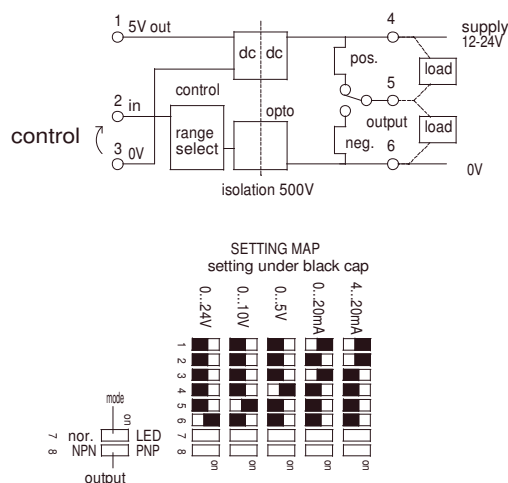 1 5V out
4
supply
12-24V
dc dc
pos.
load
control
2 in
5
opto
output
load
control
range
select
3 0V
neg.
6
0V
isolation 500V
SETTING MAP
setting under black cap
0...24V
0...10V
0...5V
0...20mA
4...20mA
1
2
3
4
5
6
7
8
on
on
on
on
on
mode
on
7 nor. LED
8 NPN PNP
output